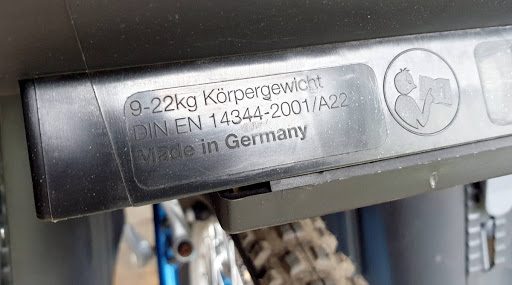 9-22kg Körpergewicht
DIN EN 14344-2001/A22
Made in Germany